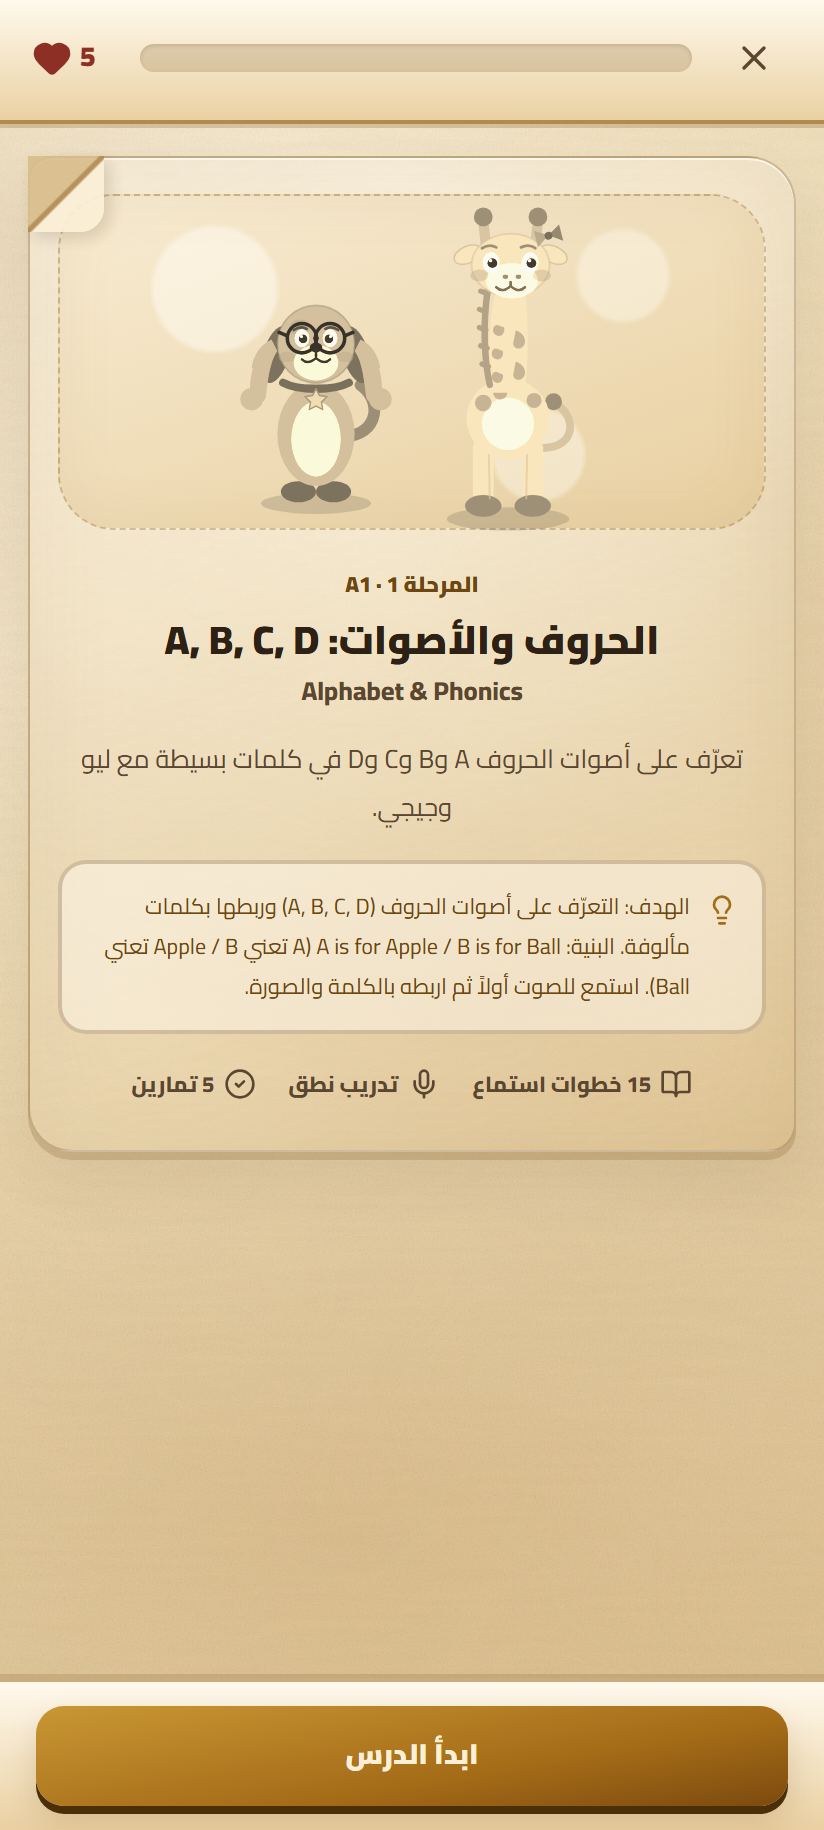 5
المرحلة 1 · A1
الحروف والأصوات: A, B, C, D
Alphabet & Phonics
تعرّف على أصوات الحروف A وB وC وD في كلمات بسيطة مع ليو
وجيجي.
الهدف: التعرّف على أصوات الحروف (A, B, C, D) وربطها بكلمات
مألوفة. البنية: A is for Apple / B is for Ball (A تعني Apple / B تعني
Ball). استمع للصوت أولاً ثم اربطه بالكلمة والصورة.
15 خطوات استماع
تدريب نطق
5 تمارين
ابدأ الدرس